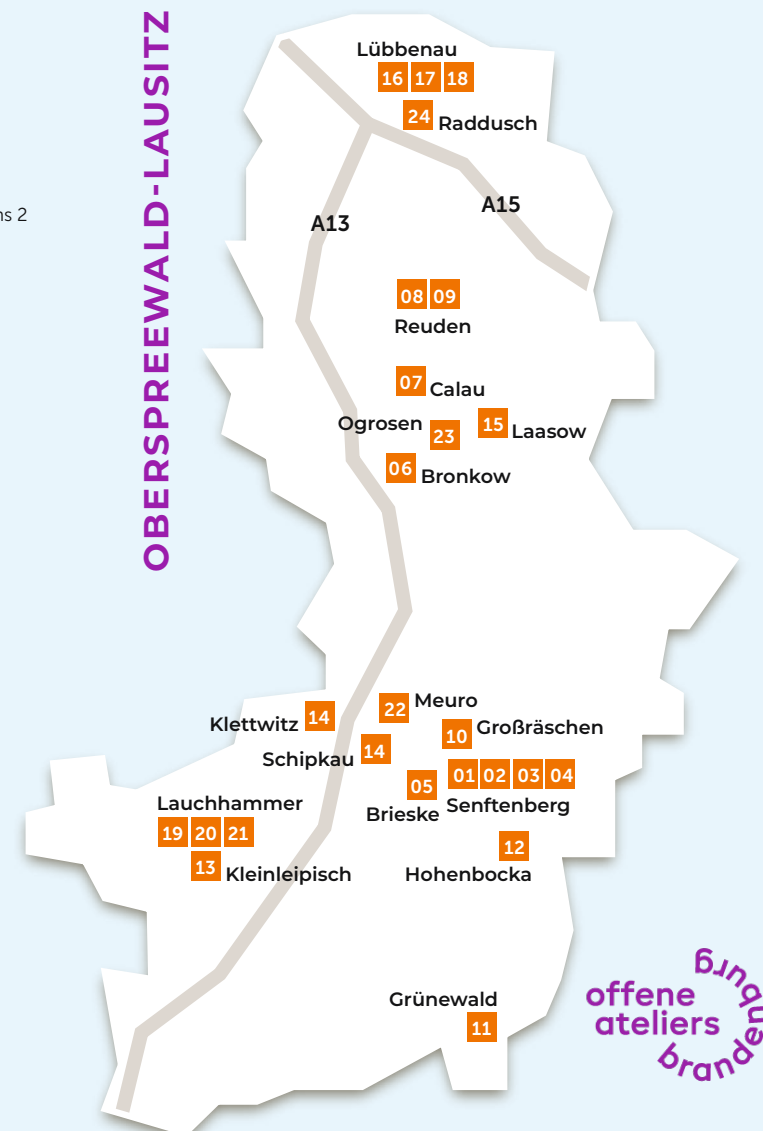 OBERSPREEWALD-LAUSITZ
Lübbenau
16 17 18
24 Raddusch
ns 2
A15
A13
08 09
Reuden
07 Calau
Ogrosen 23
15 Laasow
06 Bronkow
22 Meuro
Klettwitz 14
10 Großräschen
Schipkau 14
01 02 03 04
Senftenberg
05
Brieske
Lauchhammer
19 20 21
13 Kleinleipisch
12
Hohenbocka
Grünewald
11
offene
ateliers
brandenburg